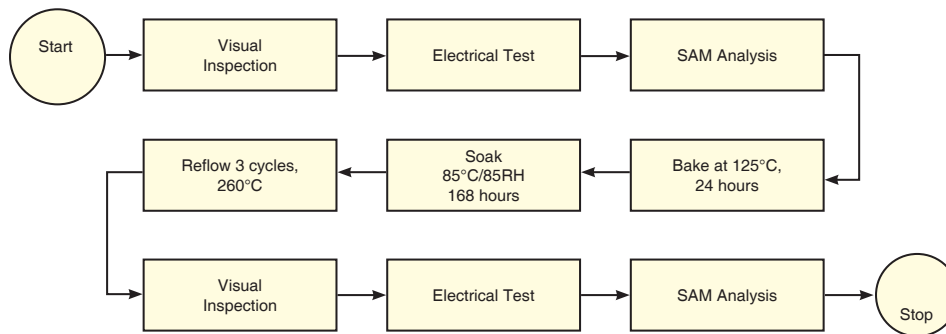 Start
Visual
Inspection
Electrical Test
SAM Analysis
Bake at 125°C,
24 hours
Soak
85°C/85RH
168 hours
Reflow 3 cycles,
260°C
Visual
Inspection
Electrical Test
SAM Analysis
Stop